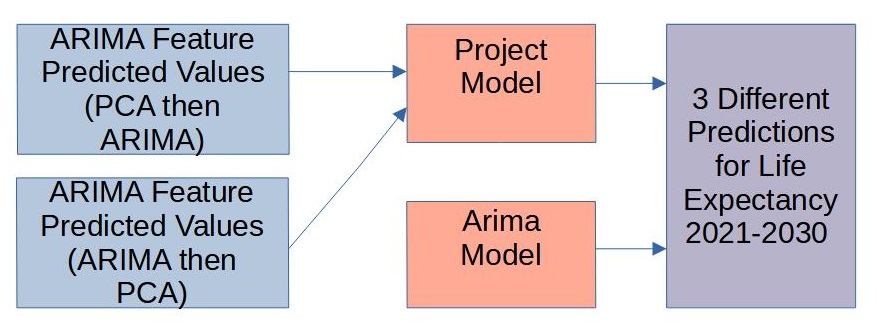 ARIMA Feature
Predicted Values
(PCA then
ARIMA)
ARIMA Feature
Predicted Values
(ARIMA then
PCA)
Project
Model
Arima
Model
3 Different
Predictions
for Life
Expectancy
2021-2030